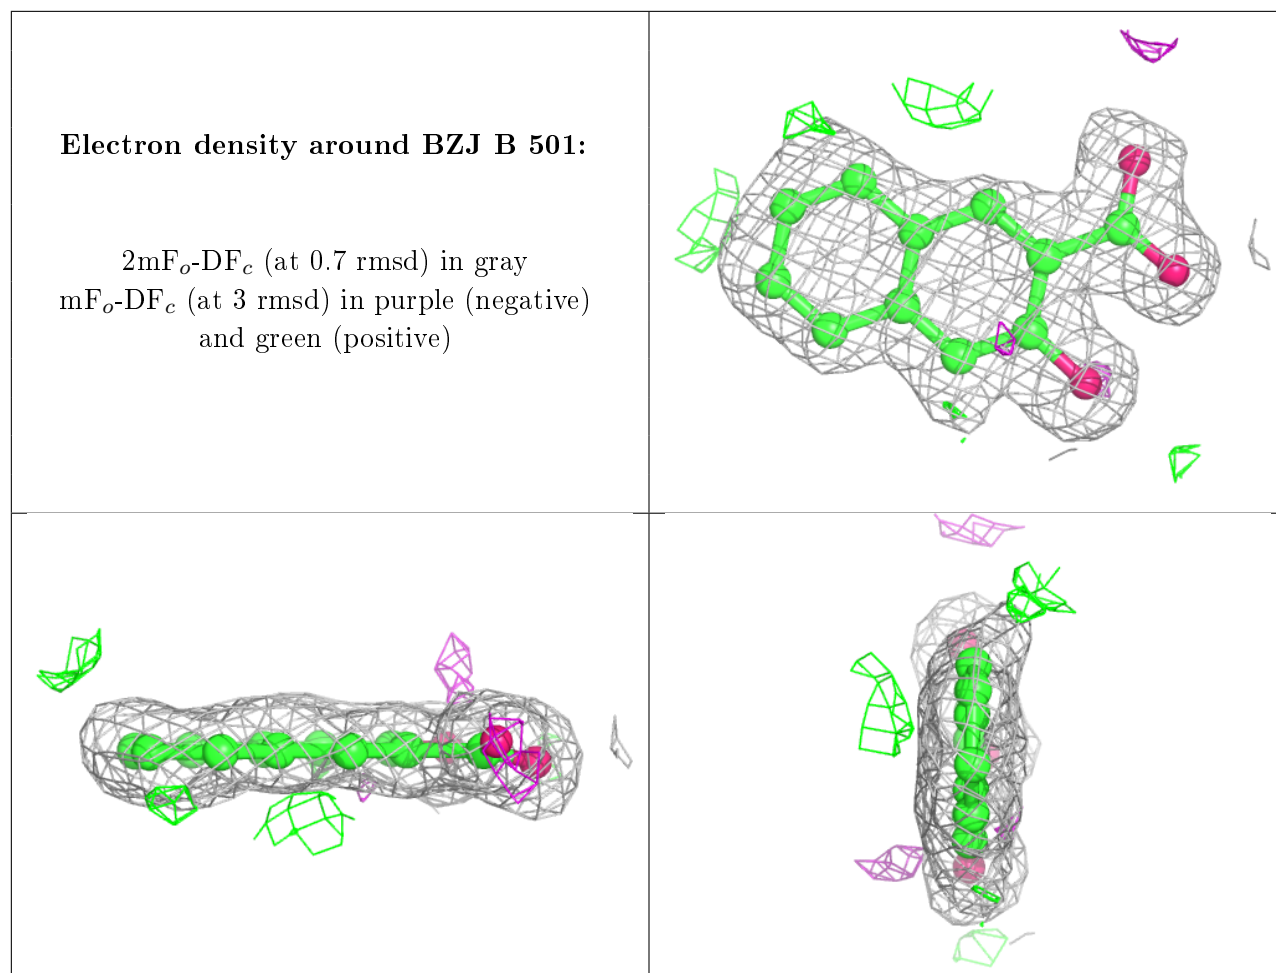 Electron density around BZJ B 501:
2mFo-DFc (at 0.7 rmsd) in gray
mFo-DFc (at 3 rmsd) in purple (negative)
and green (positive)